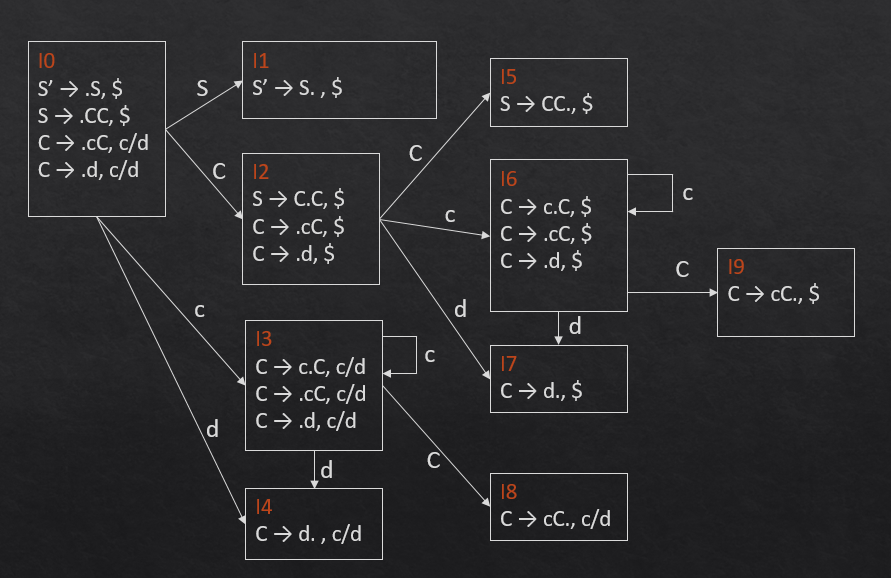 I0
S’ → .S, $
S → .CC, $
C → .cC, c/d
C → .d, c/d
S
C
c
d
I1
S’ → S. , $
I2
S → C.C, $
C → .cC, $
C → .d, $
C
c
d
I3
C → c.C, c/d
C → .cC, c/d
C → .d, c/d
c
d
C
I4
C → d. , c/d
I5
S → CC., $
I6
C → c.C, $
C → .cC, $
C → .d, $
c
C
d
I7
C → d., $
I8
C → cC., c/d
I9
C → cC., $